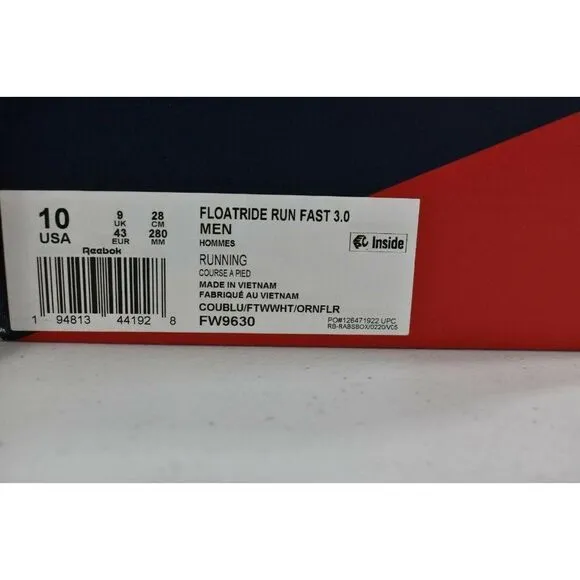 10
USA
9
UK
43
EUR
28
CM
280
MM
Reebok
1 94813 44192 8
FLOATRIDE RUN FAST 3.0
MEN
HOMMES
RUNNING
COURSE A PIED
MADE IN VIETNAM
FABRIQUÉ AU VIETNAM
COUBLU/FTWWHT/ORNFLR
FW9630
Inside
PO#126471922 UPC
RB-RABSBOX/0220/VC5